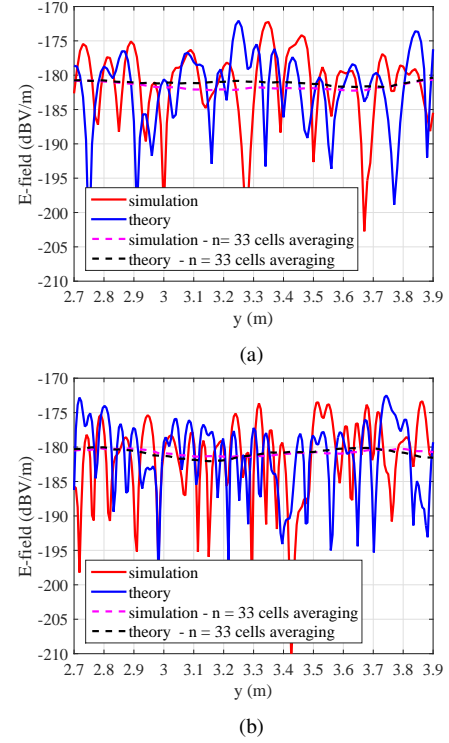 -170
-175
-180
-185
-190
-195
-200
-205
-210
E-field (dBV/m)
simulation
theory
simulation - n= 33 cells averaging
theory - n = 33 cells averaging
2.7 2.8 2.9 3 3.1 3.2 3.3 3.4 3.5 3.6 3.7 3.8 3.9
y (m)
(a)
-170
-175
-180
-185
-190
-195
-200
-205
-210
E-field (dBV/m)
simulation
theory
simulation - n = 33 cells averaging
theory - n = 33 cells averaging
2.7 2.8 2.9 3 3.1 3.2 3.3 3.4 3.5 3.6 3.7 3.8 3.9
y (m)
(b)